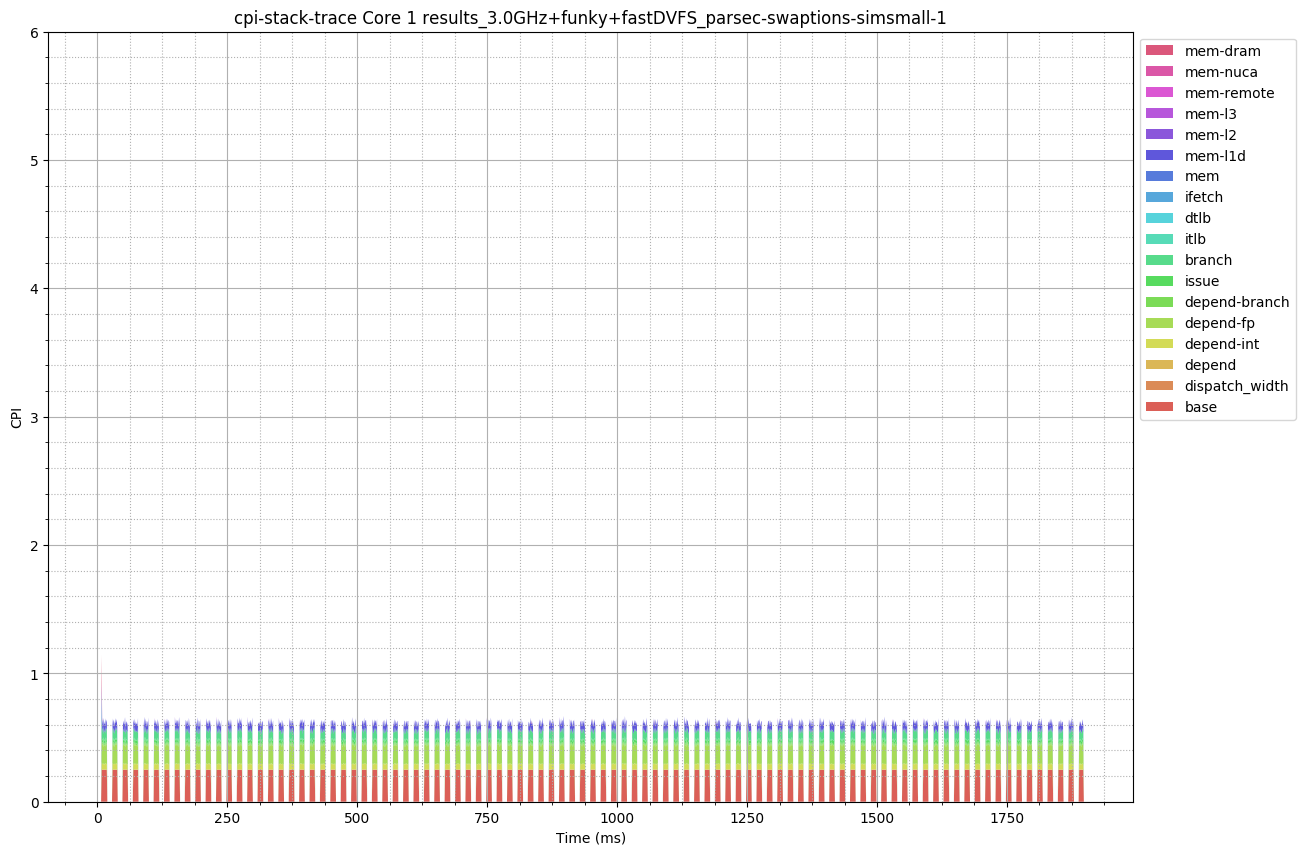 cpi-stack-trace Core 1 results_3.0GHz+funky+fastDVFS_parsec-swaptions-simsmall-1
6
5
4
3
2
1
0
CPI
0 250 500 750 1000 1250 1500 1750
Time (ms)
mem-dram
mem-nuca
mem-remote
mem-l3
mem-l2
mem-l1d
mem
ifetch
dtlb
itlb
branch
issue
depend-branch
depend-fp
depend-int
depend
dispatch_width
base